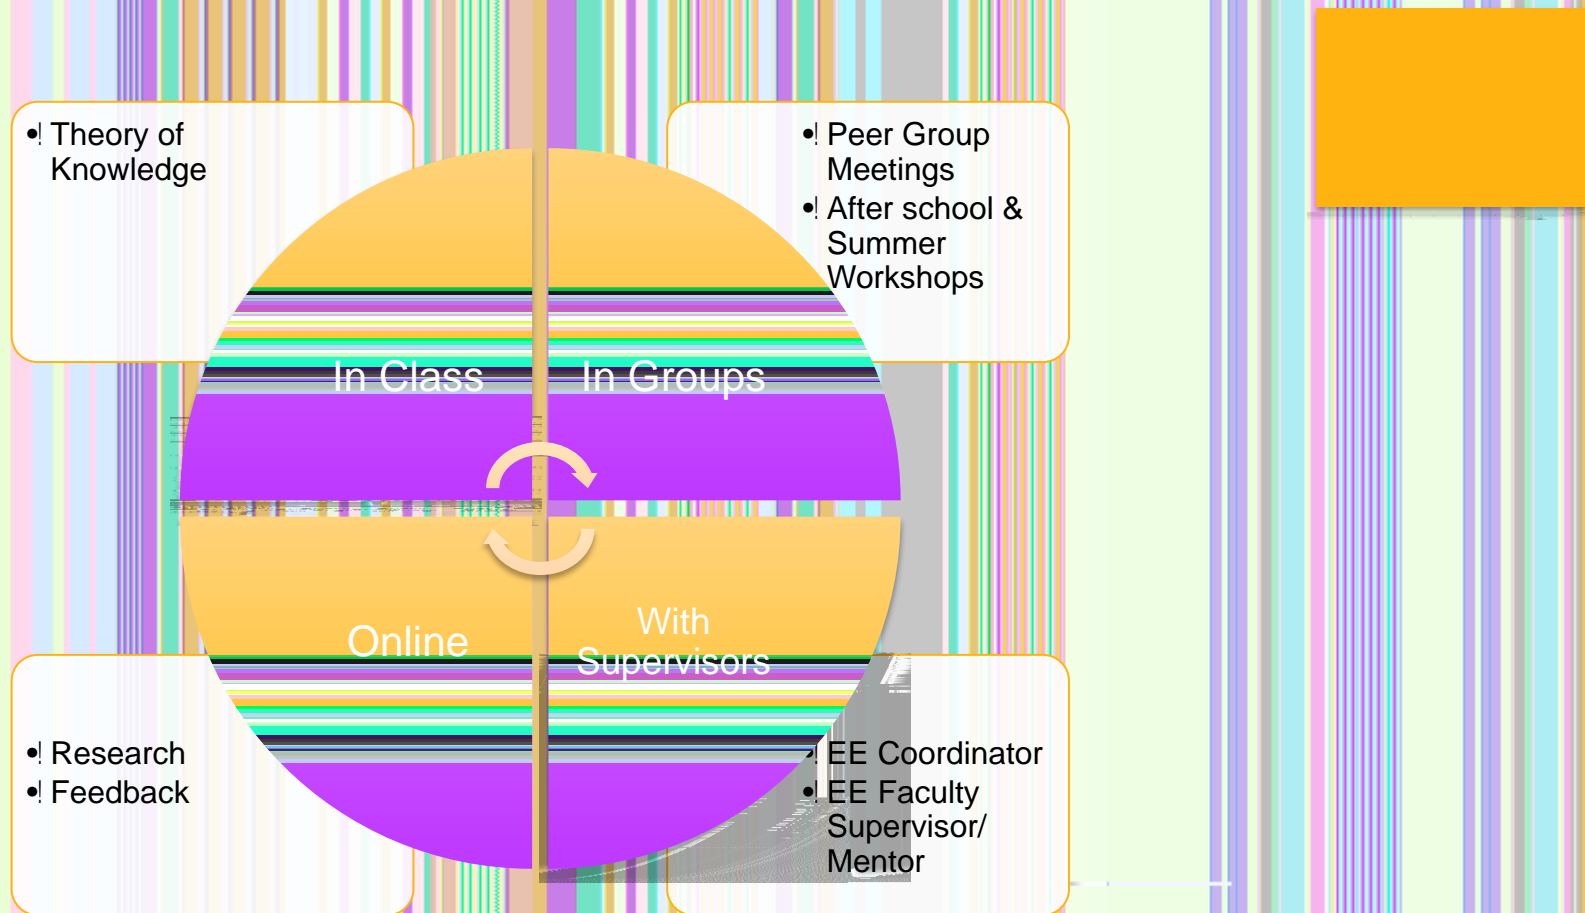 • Theory of
Knowledge
• Peer Group
Meetings
• After school &
Summer
Workshops
In Class
In Groups
Online
With
Supervisors
• Research
• Feedback
• EE Coordinator
• EE Faculty
Supervisor/
Mentor